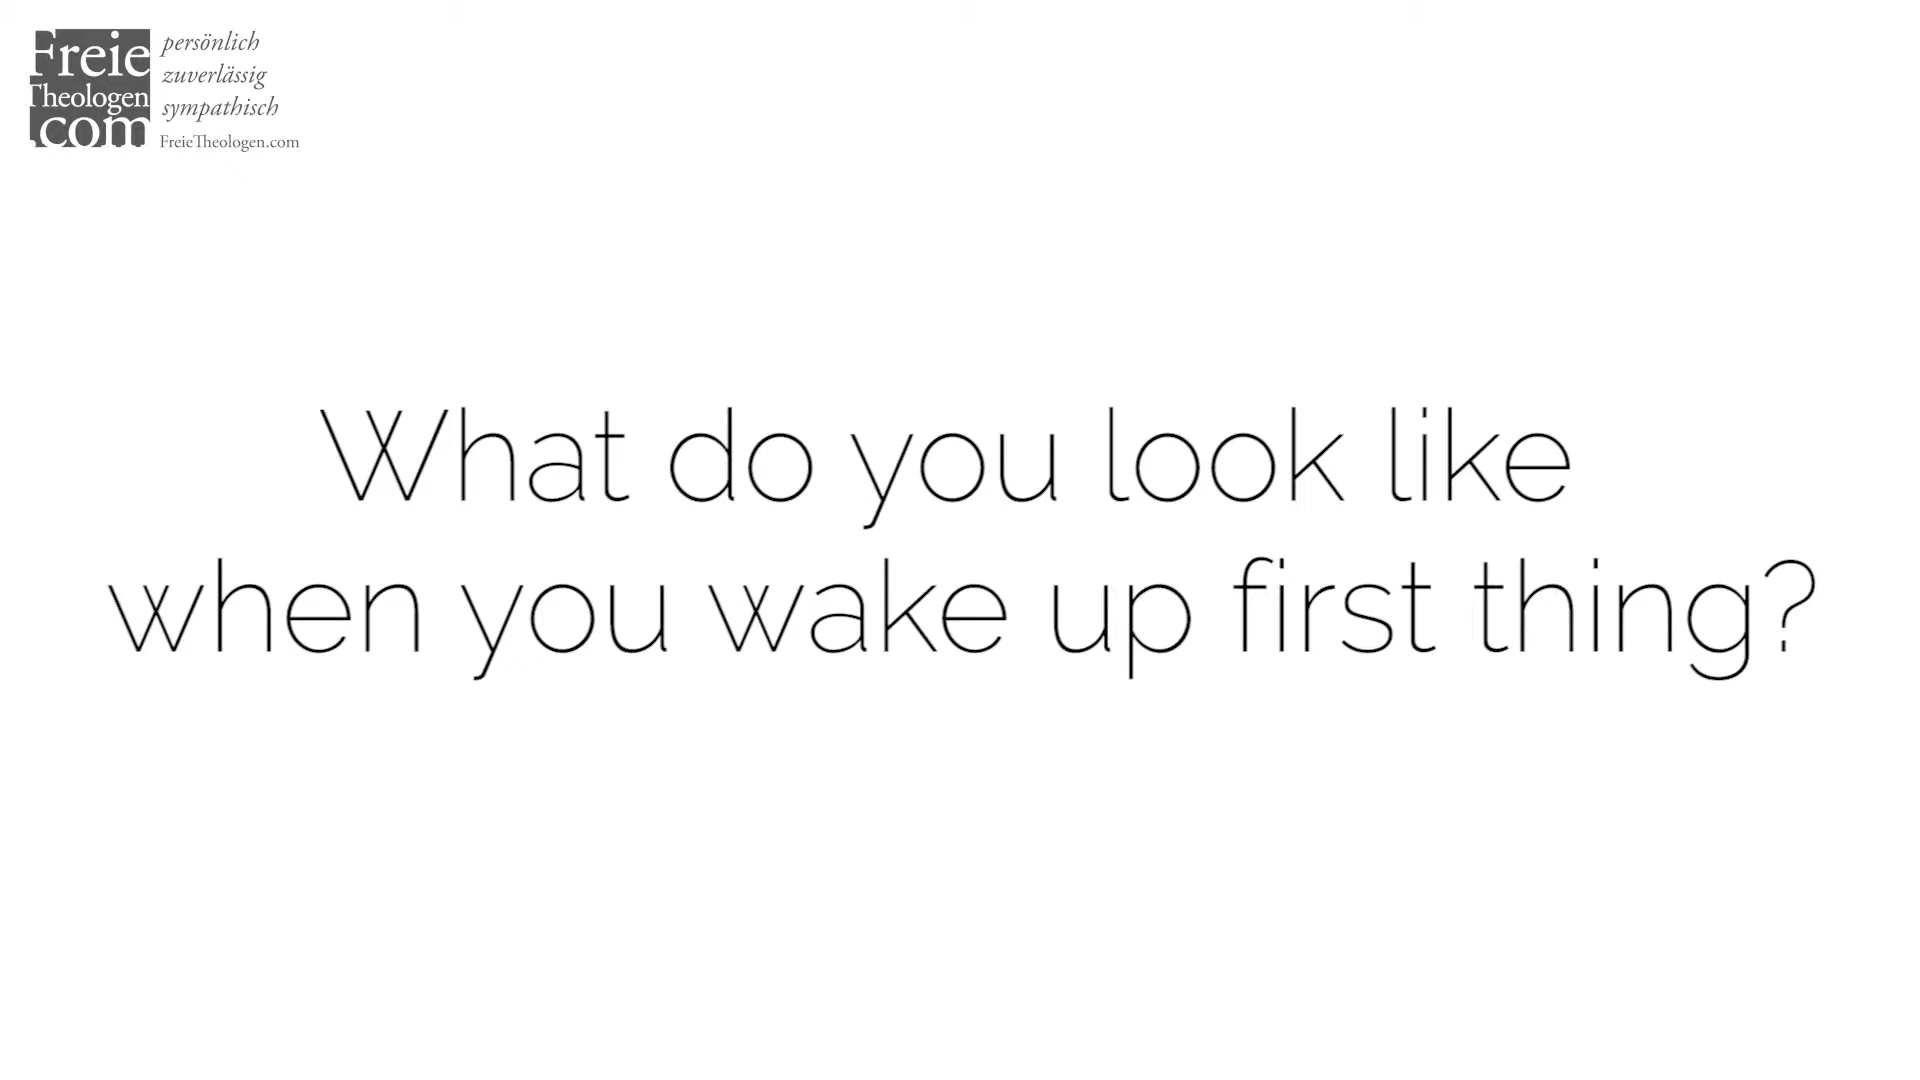 Freie
Theologen
.com
persönlich
zuverlässig
sympathisch
FreieTheologen.com
What do you look like
when you wake up first thing?